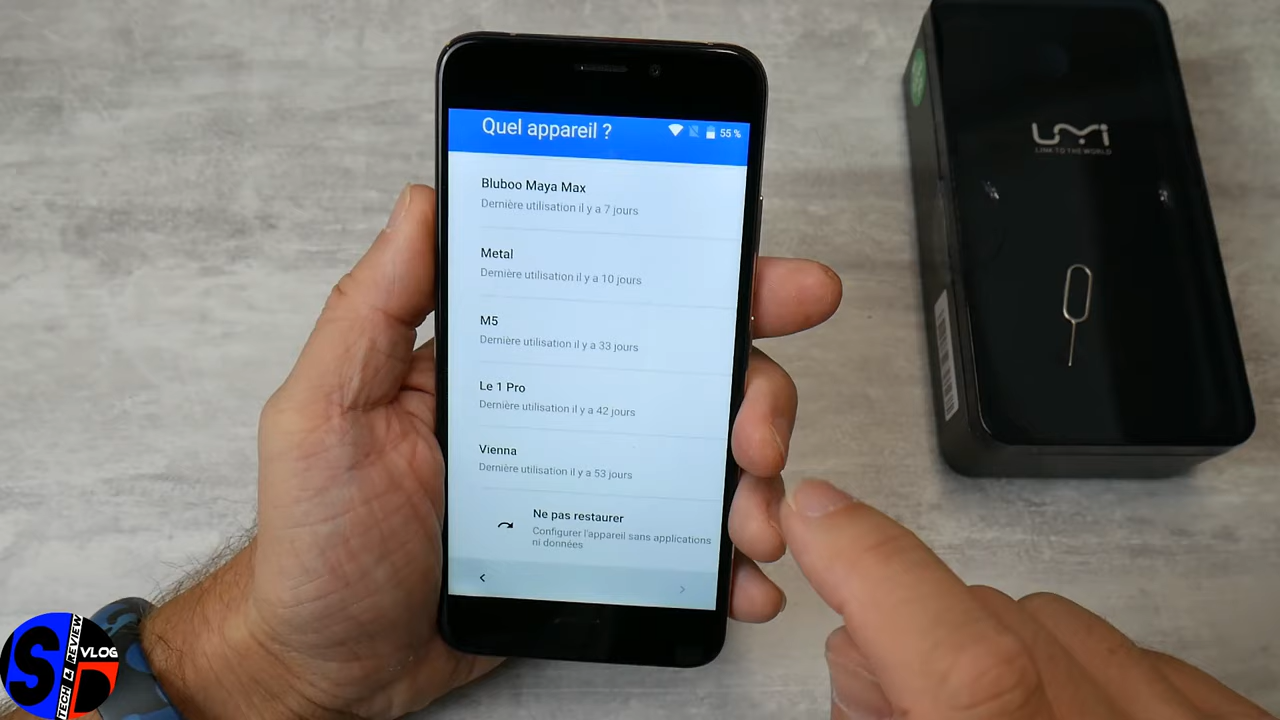 Quel appareil ?
55 %
Bluboo Maya Max
Dernière utilisation il y a 7 jours
Metal
Dernière utilisation il y a 10 jours
M5
Dernière utilisation il y a 33 jours
Le 1 Pro
Dernière utilisation il y a 42 jours
Vienna
Dernière utilisation il y a 53 jours
Ne pas restaurer
Configurer l'appareil sans applications
ni données
UMi
LINK TO THE WORLD
SD
TECH & REVIEW
VLOG